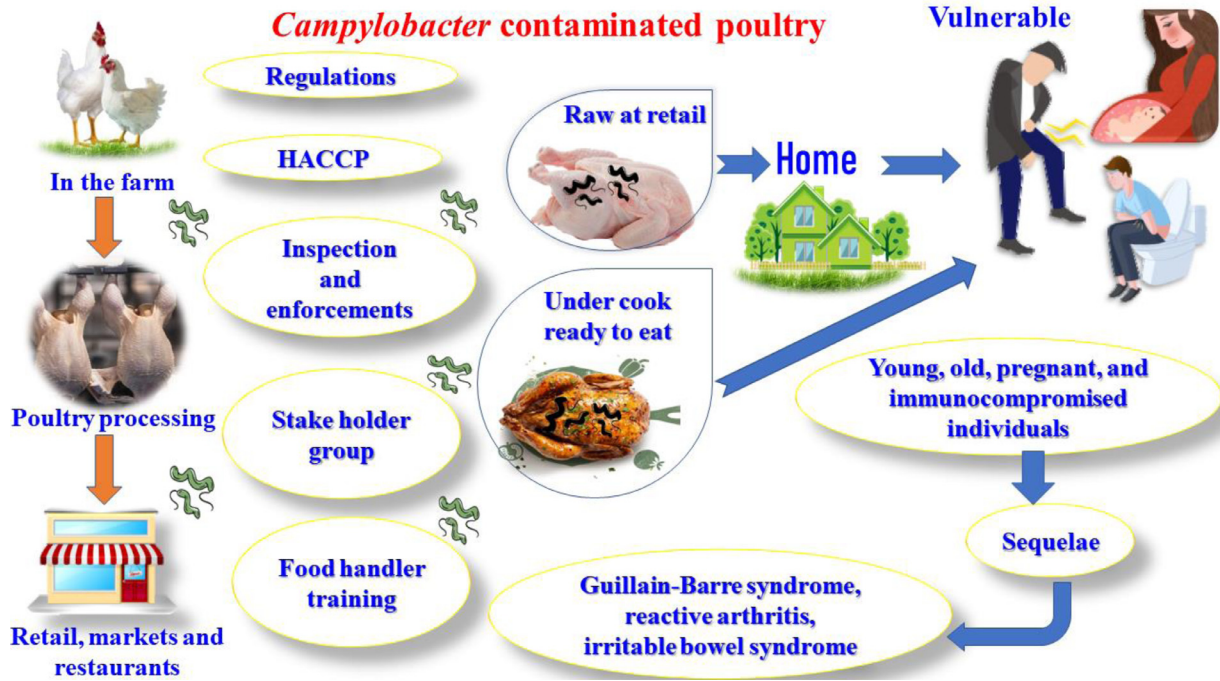 Campylobacter contaminated poultry
Vulnerable
In the farm
Poultry processing
Retail, markets and
restaurants
Regulations
HACCP
Inspection
and
enforcements
Stake holder
group
Food handler
training
Raw at retail
Home
Under cook
ready to eat
Young, old, pregnant, and
immunocompromised
individuals
Sequelae
Guillain-Barre syndrome,
reactive arthritis,
irritable bowel syndrome